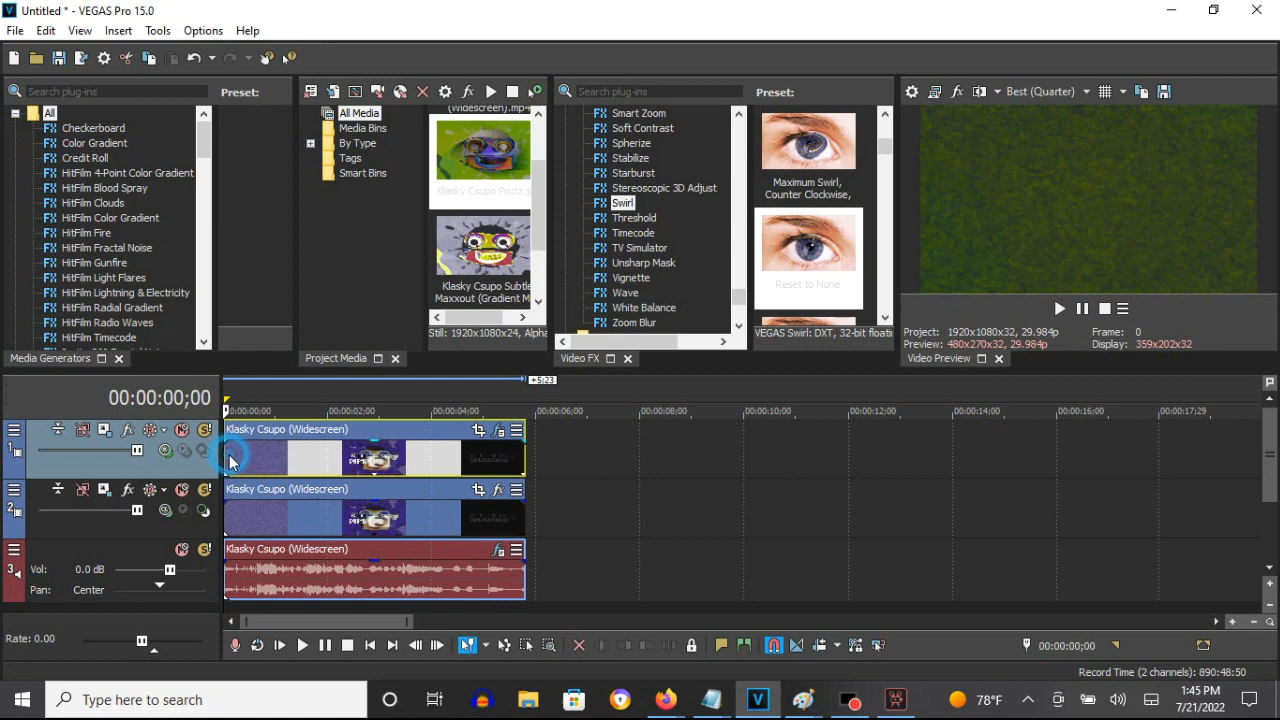 Untitled * - VEGAS Pro 15.0
File Edit View Insert Tools Options Help
Search plug-ins Preset:
All
Checkerboard
Color Gradient
Credit Roll
HitFilm 4-Point Color Gradient
HitFilm Blood Spray
HitFilm Clouds
HitFilm Color Gradient
HitFilm Fire
HitFilm Fractal Noise
HitFilm Gunfire
HitFilm Light Flares
HitFilm Lightning & Electricity
HitFilm Radial Gradient
HitFilm Radio Waves
HitFilm Timecode
Media Generators
All Media
Media Bins
By Type
Tags
Smart Bins
(Widescreen).mp4
Klasky Csupo Prutz.j
Klasky Csupo Subtle
Maxxout (Gradient M
Still: 1920x1080x24, Alpha
Project Media
Search plug-ins Preset:
Smart Zoom
Soft Contrast
Spherize
Stabilize
Starburst
Stereoscopic 3D Adjust
Swirl
Threshold
Timecode
TV Simulator
Unsharp Mask
Vignette
Wave
White Balance
Zoom Blur
Maximum Swirl,
Counter Clockwise,
Reset to None
VEGAS Swirl: DXT, 32-bit floati
Video FX
Best (Quarter)
Project: 1920x1080x32, 29.984p Frame: 0
Preview: 480x270x32, 29.984p Display: 359x202x32
Video Preview
00:00:00;00
+5;23
0:00:00;00 00:00:02;00 00:00:04;00 00:00:06;00 00:00:08;00 00:00:10;00 00:00:12;00 00:00:14;00 00:00:16;00 00:00:17;29
1 Klasky Csupo (Widescreen)
2 Klasky Csupo (Widescreen)
3 Klasky Csupo (Widescreen)
Vol: 0.0 dB
Pan: Center
Rate: 0.00
00:00:00;00
Record Time (2 channels): 890:48:50
Type here to search
78°F
1:45 PM
7/21/2022